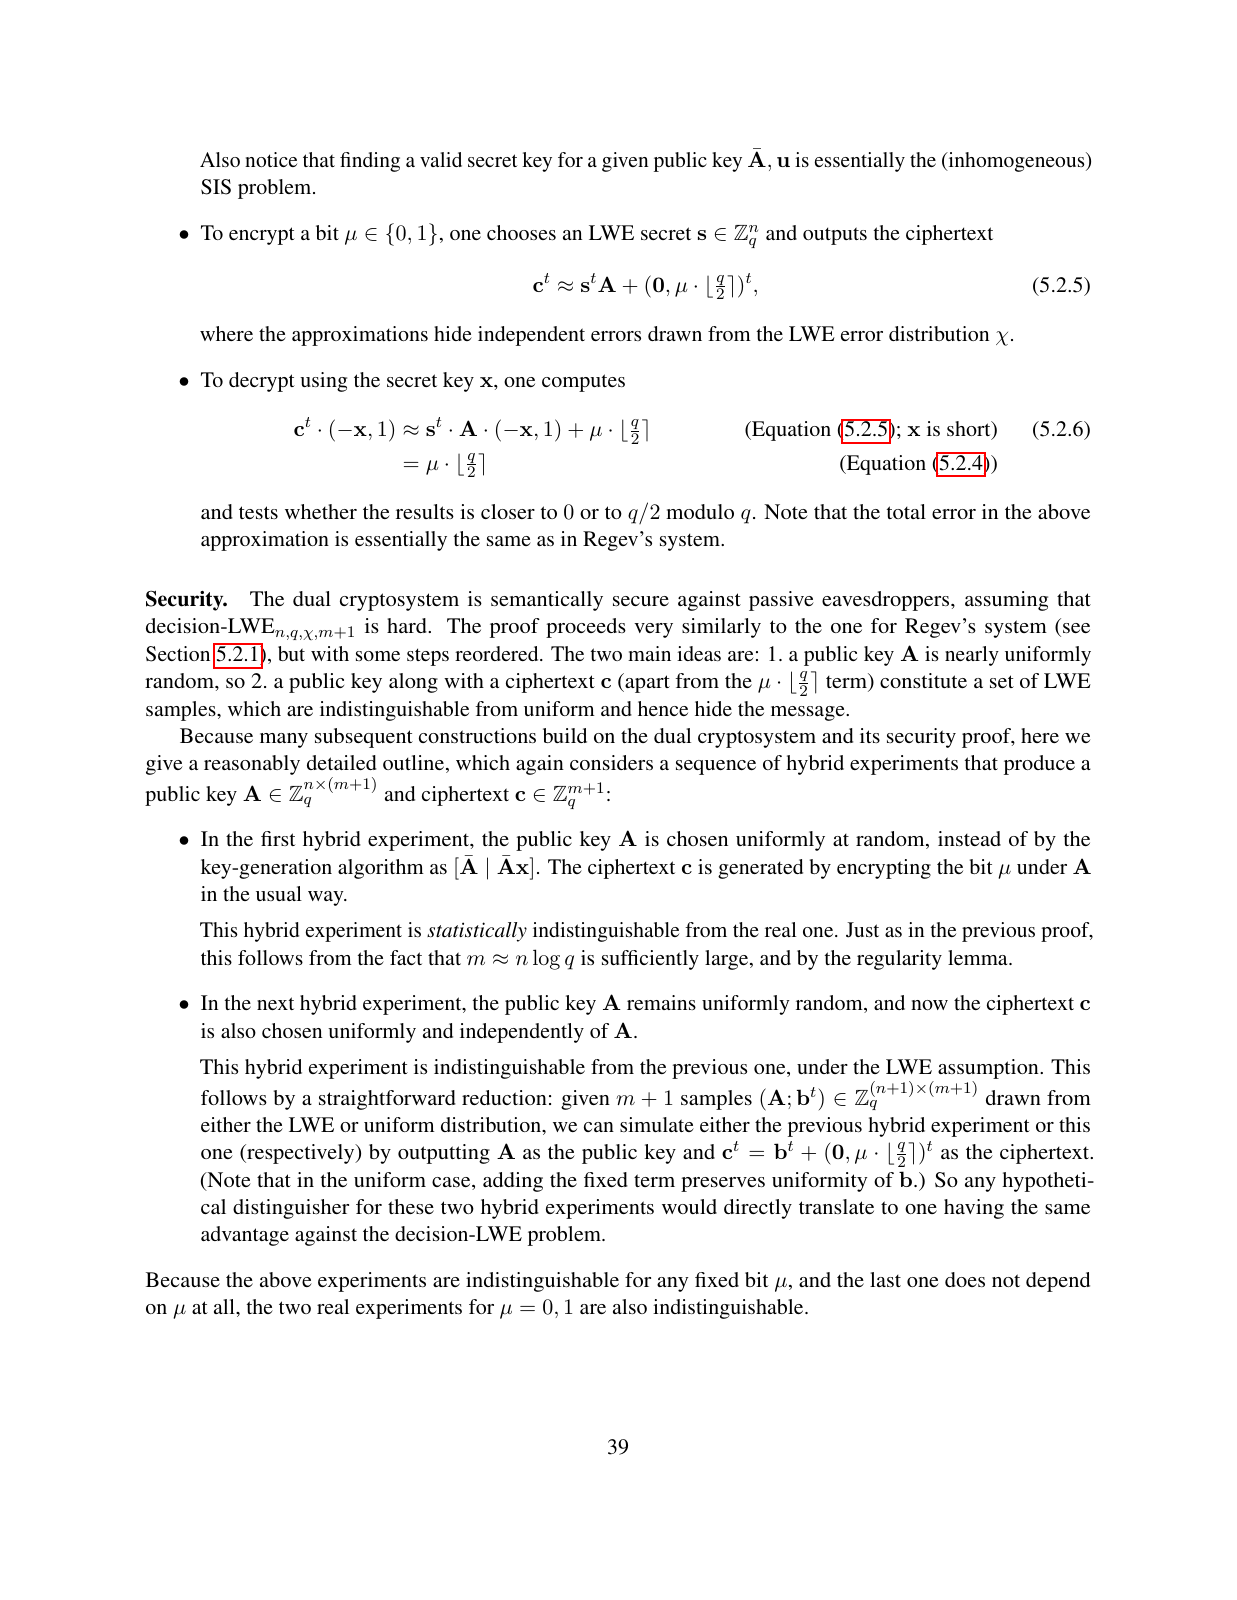 Also notice that finding a valid secret key for a given public key Ā, u is essentially the (inhomogeneous)
SIS problem.
• To encrypt a bit μ ∈ {0, 1}, one chooses an LWE secret s ∈ ℤ_q^n and outputs the ciphertext
c^t ≈ s^t A + (0, μ · ⌊q/2⌉)^t, (5.2.5)
where the approximations hide independent errors drawn from the LWE error distribution χ.
• To decrypt using the secret key x, one computes
c^t · (−x, 1) ≈ s^t · A · (−x, 1) + μ · ⌊q/2⌉ (Equation (5.2.5); x is short) (5.2.6)
= μ · ⌊q/2⌉ (Equation (5.2.4))
and tests whether the results is closer to 0 or to q/2 modulo q. Note that the total error in the above
approximation is essentially the same as in Regev's system.
Security. The dual cryptosystem is semantically secure against passive eavesdroppers, assuming that
decision-LWE_{n,q,χ,m+1} is hard. The proof proceeds very similarly to the one for Regev's system (see
Section 5.2.1), but with some steps reordered. The two main ideas are: 1. a public key A is nearly uniformly
random, so 2. a public key along with a ciphertext c (apart from the μ · ⌊q/2⌉ term) constitute a set of LWE
samples, which are indistinguishable from uniform and hence hide the message.
Because many subsequent constructions build on the dual cryptosystem and its security proof, here we
give a reasonably detailed outline, which again considers a sequence of hybrid experiments that produce a
public key A ∈ ℤ_q^{n×(m+1)} and ciphertext c ∈ ℤ_q^{m+1}:
• In the first hybrid experiment, the public key A is chosen uniformly at random, instead of by the
key-generation algorithm as [Ā | Āx]. The ciphertext c is generated by encrypting the bit μ under A
in the usual way.
This hybrid experiment is statistically indistinguishable from the real one. Just as in the previous proof,
this follows from the fact that m ≈ n log q is sufficiently large, and by the regularity lemma.
• In the next hybrid experiment, the public key A remains uniformly random, and now the ciphertext c
is also chosen uniformly and independently of A.
This hybrid experiment is indistinguishable from the previous one, under the LWE assumption. This
follows by a straightforward reduction: given m + 1 samples (A; b^t) ∈ ℤ_q^{(n+1)×(m+1)} drawn from
either the LWE or uniform distribution, we can simulate either the previous hybrid experiment or this
one (respectively) by outputting A as the public key and c^t = b^t + (0, μ · ⌊q/2⌉)^t as the ciphertext.
(Note that in the uniform case, adding the fixed term preserves uniformity of b.) So any hypotheti-
cal distinguisher for these two hybrid experiments would directly translate to one having the same
advantage against the decision-LWE problem.
Because the above experiments are indistinguishable for any fixed bit μ, and the last one does not depend
on μ at all, the two real experiments for μ = 0, 1 are also indistinguishable.
39